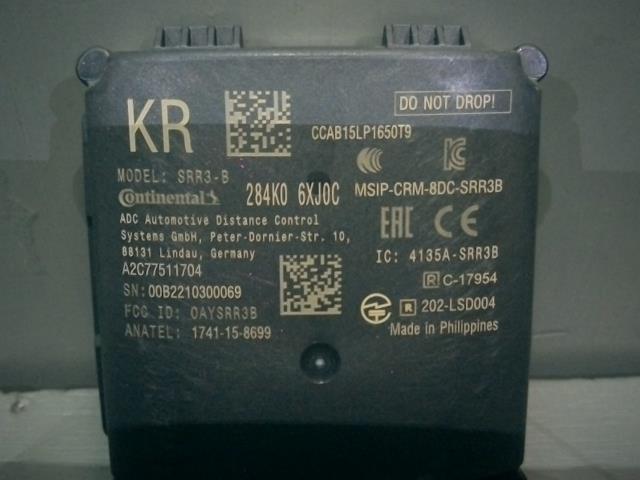 KR
DO NOT DROP!
CCAB15LP1650T9
MODEL: SRR3-B
Continental
284K0 6XJ0C
MSIP-CRM-8DC-SRR3B
ADC Automotive Distance Control
Systems GmbH, Peter-Dornier-Str. 10,
88131 Lindau, Germany
EAC CE
IC: 4135A-SRR3B
A2C77511704
R C-17954
SN: 00B2210300069
R 202-LSD004
FCC ID: OAYSRR3B
Made in Philippines
ANATEL: 1741-15-8699